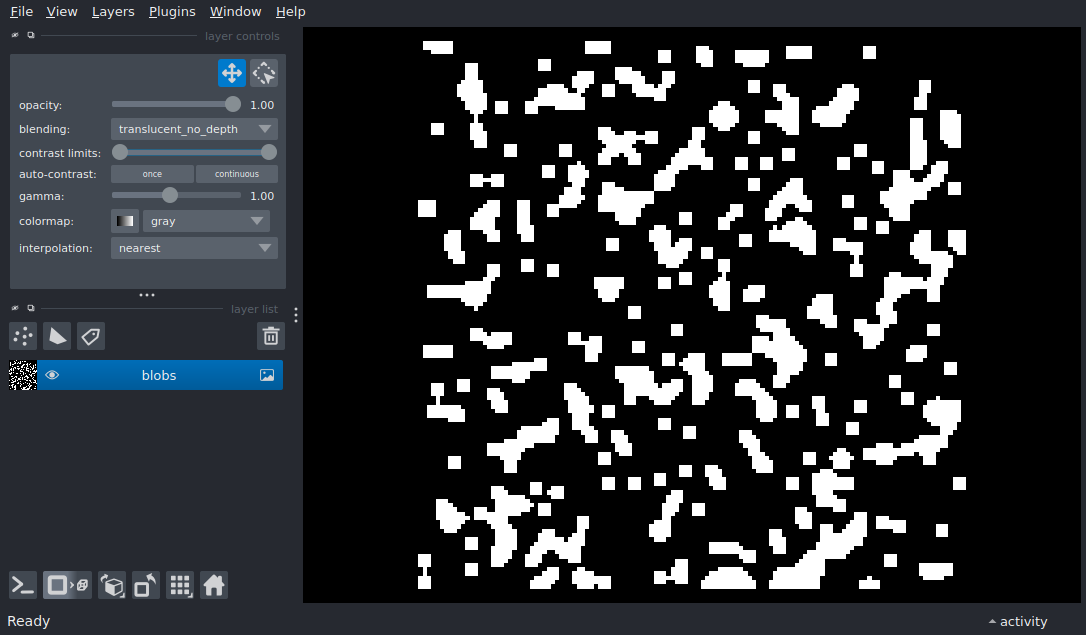 File View Layers Plugins Window Help
layer controls
opacity: 1.00
blending: translucent_no_depth
contrast limits:
auto-contrast: once continuous
gamma: 1.00
colormap: gray
interpolation: nearest
layer list
blobs
Ready activity